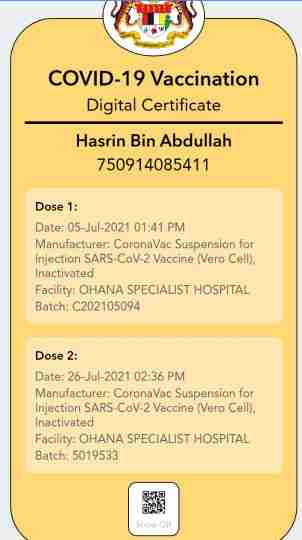 COVID-19 Vaccination
Digital Certificate
Hasrin Bin Abdullah
750914085411
Dose 1:
Date: 05-Jul-2021 01:41 PM
Manufacturer: CoronaVac Suspension for
Injection SARS-CoV-2 Vaccine (Vero Cell),
Inactivated
Facility: OHANA SPECIALIST HOSPITAL
Batch: C202105094
Dose 2:
Date: 26-Jul-2021 02:36 PM
Manufacturer: CoronaVac Suspension for
Injection SARS-CoV-2 Vaccine (Vero Cell),
Inactivated
Facility: OHANA SPECIALIST HOSPITAL
Batch: 5019533
Show QR